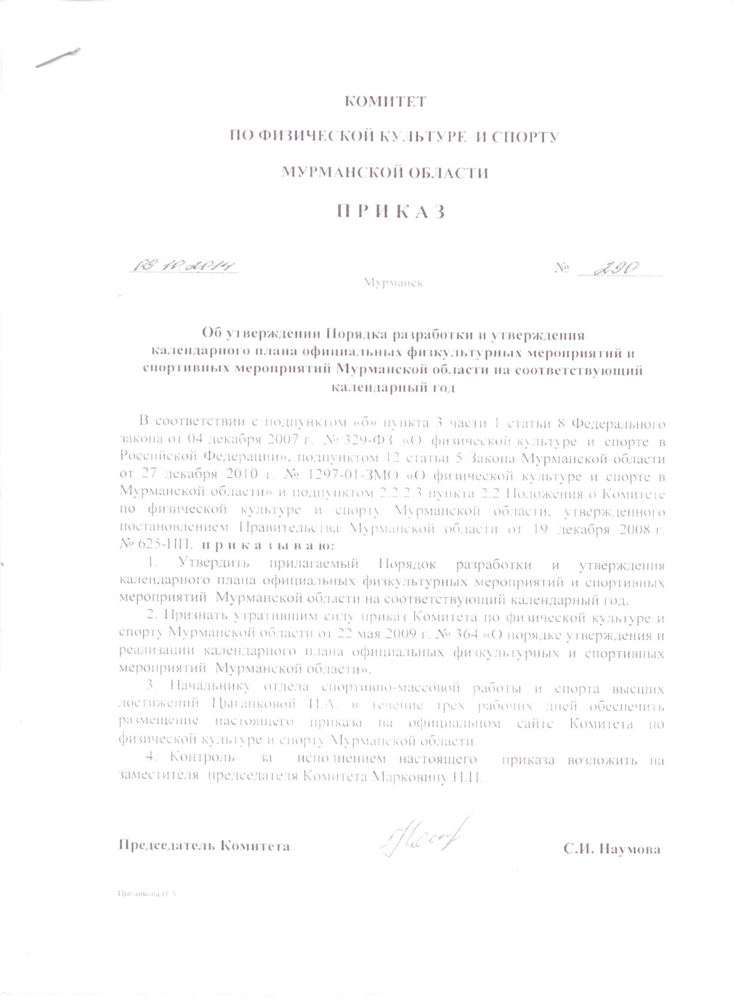 КОМИТЕТ
ПО ФИЗИЧЕСКОЙ КУЛЬТУРЕ И СПОРТУ
МУРМАНСКОЙ ОБЛАСТИ
П Р И К А З
09.10.2014 № 290
Мурманск
Об утверждении Порядка разработки и утверждения
календарного плана официальных физкультурных мероприятий и
спортивных мероприятий Мурманской области на соответствующий
календарный год
В соответствии с подпунктом «б» пункта 3 части 1 статьи 8 Федерального
закона от 04 декабря 2007 г. № 329-ФЗ «О физической культуре и спорте в
Российской Федерации», подпунктом 12 статьи 5 Закона Мурманской области
от 27 декабря 2010 г. № 1297-01-ЗМО «О физической культуре и спорте в
Мурманской области» и подпунктом 2.2.2.3 пункта 2.2 Положения о Комитете
по физической культуре и спорту Мурманской области, утвержденного
постановлением Правительства Мурманской области от 19 декабря 2008 г.
№ 625-ПП, п р и к а з ы в а ю:
1. Утвердить прилагаемый Порядок разработки и утверждения
календарного плана официальных физкультурных мероприятий и спортивных
мероприятий Мурманской области на соответствующий календарный год.
2. Признать утратившим силу приказ Комитета по физической культуре и
спорту Мурманской области от 22 мая 2009 г. № 364 «О порядке утверждения и
реализации календарного плана официальных физкультурных и спортивных
мероприятий Мурманской области».
3. Начальнику отдела спортивно-массовой работы и спорта высших
достижений Цыганковой И.А. в течение трех рабочих дней обеспечить
размещение настоящего приказа на официальном сайте Комитета по
физической культуре и спорту Мурманской области.
4. Контроль за исполнением настоящего приказа возложить на
заместителя председателя Комитета Марковину Н.П.
Председатель Комитета С.И. Наумова
Цыганкова И.А.